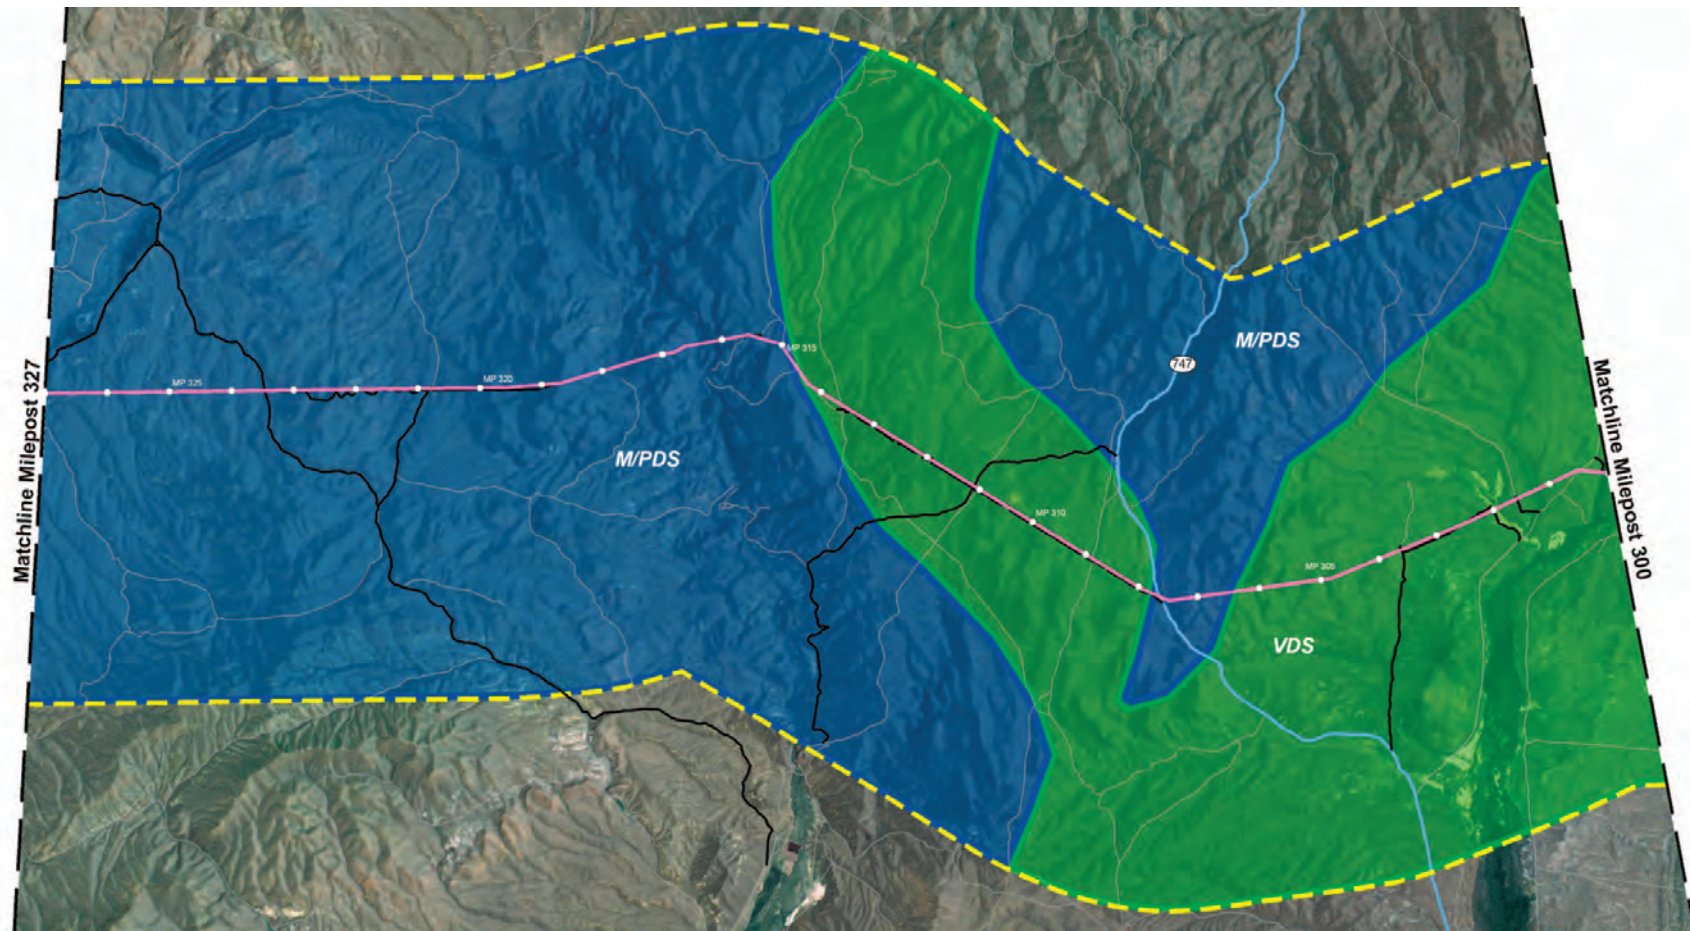 Matchline Milepost 327
MP 325
MP 320
MP 315
M/PDS
747
M/PDS
MP 310
MP 305
VDS
Matchline Milepost 300